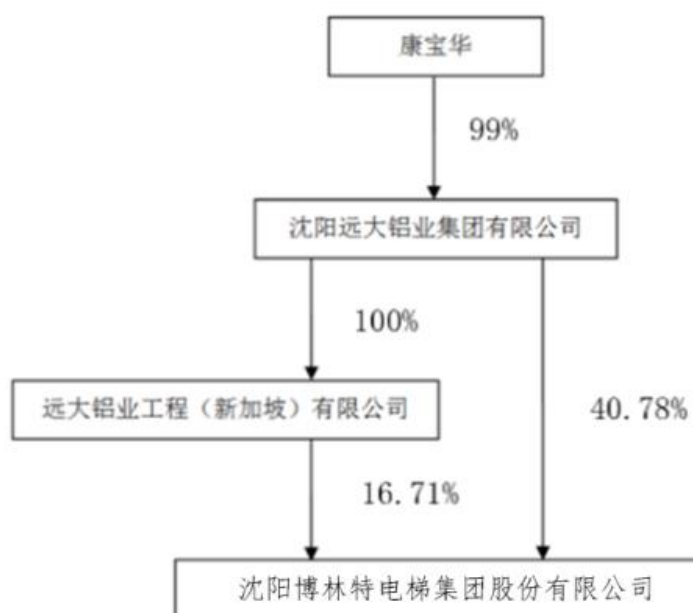 康宝华
99%
沈阳远大铝业集团有限公司
100%
远大铝业工程（新加坡）有限公司
40.78%
16.71%
沈阳博林特电梯集团股份有限公司